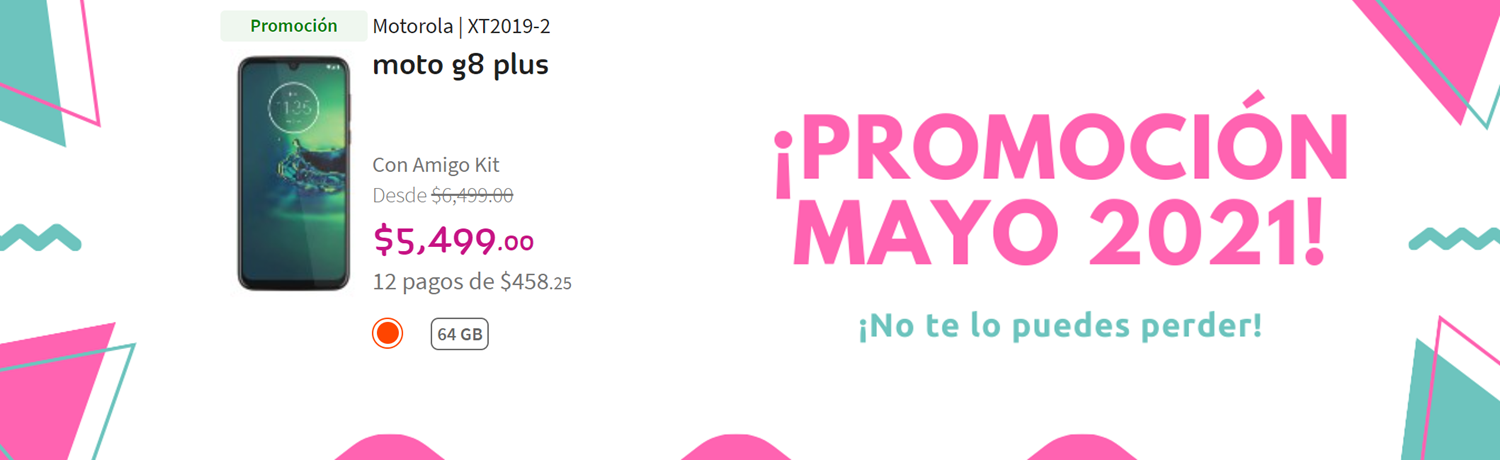 Promoción
Motorola | XT2019-2
moto g8 plus
1:35
Con Amigo Kit
Desde $6,499.00
$5,499.00
12 pagos de $458.25
64 GB
¡PROMOCIÓN
MAYO 2021!
¡No te lo puedes perder!